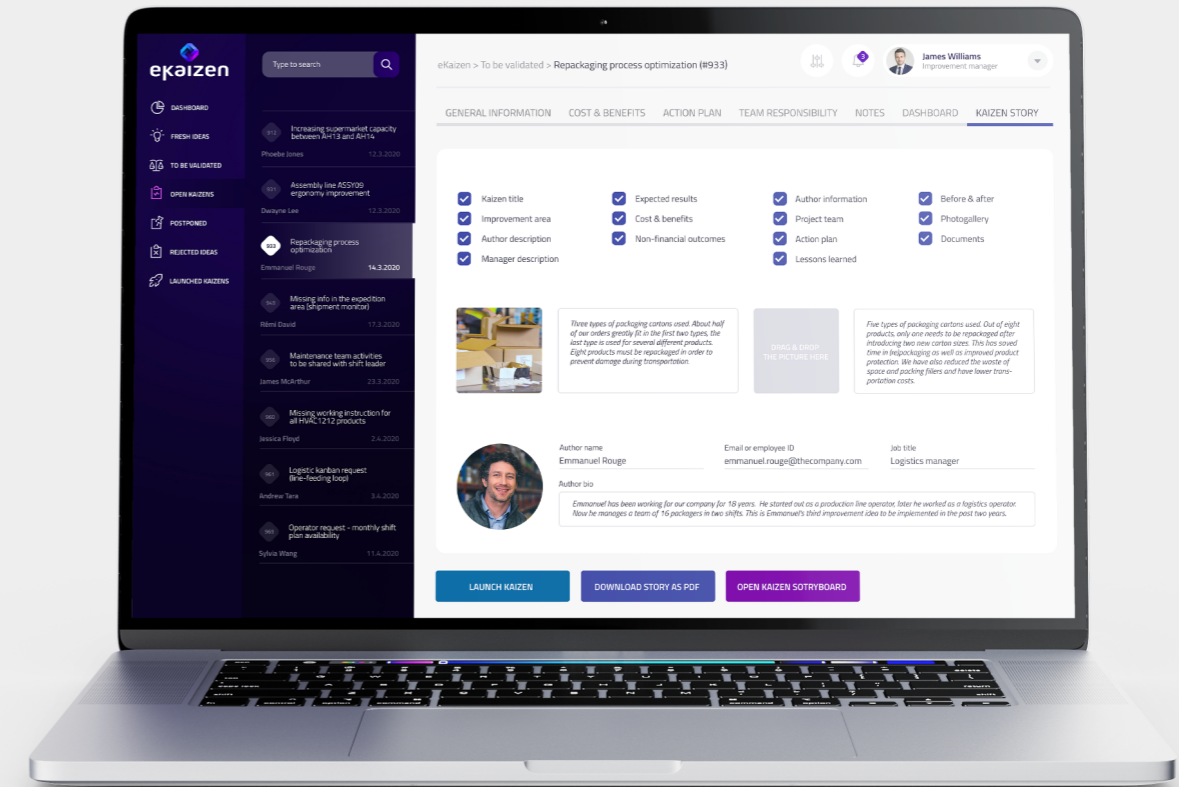 eKaizen
DASHBOARD
FRESH IDEAS
TO BE VALIDATED
OPEN KAIZENS
POSTPONED
REJECTED IDEAS
LAUNCHED KAIZENS
Type to search
Increasing supermarket capacity
between AH13 and AH14
Phoebe Jones 12.3.2020
Assembly line ASSY09
ergonomy improvement
Dwayne Lee 12.3.2020
933
Repackaging process
optimization
Emmanuel Rouge 14.3.2020
Missing info in the expedition
area (shipment monitor)
Rémi David 17.3.2020
Maintenance team activities
to be shared with shift leader
James McArthur 23.3.2020
Missing working instruction for
all HVAC1212 products
Jessica Floyd 2.4.2020
Logistic kanban request
(line-feeding loop)
Andrew Tara 3.4.2020
Operator request - monthly shift
plan availability
Sylvia Wang 11.4.2020
eKaizen > To be validated > Repackaging process optimization (#933)
3
James Williams
Improvement manager
GENERAL INFORMATION COST & BENEFITS ACTION PLAN TEAM RESPONSIBILITY NOTES DASHBOARD KAIZEN STORY
Kaizen title Expected results Author information Before & after
Improvement area Cost & benefits Project team Photogallery
Author description Non-financial outcomes Action plan Documents
Manager description Lessons learned
Three types of packaging cartons used. About half
of our orders greatly fit in the first two types, the
last type is used for several different products.
Eight products must be repackaged in order to
prevent damage during transportation.
DRAG & DROP
THE PICTURE HERE
Five types of packaging cartons used. Out of eight
products, only one needs to be repackaged after
introducing two new carton sizes. This has saved
time in (re)packaging as well as improved product
protection. We have also reduced the waste of
space and packing fillers and have lower trans-
portation costs.
Author name Email or employee ID Job title
Emmanuel Rouge emmanuel.rouge@thecompany.com Logistics manager
Author bio
Emmanuel has been working for our company for 18 years. He started out as a production line operator, later he worked as a logistics operator.
Now he manages a team of 16 packagers in two shifts. This is Emmanuel's third improvement idea to be implemented in the past two years.
LAUNCH KAIZEN DOWNLOAD STORY AS PDF OPEN KAIZEN SOTRYBOARD